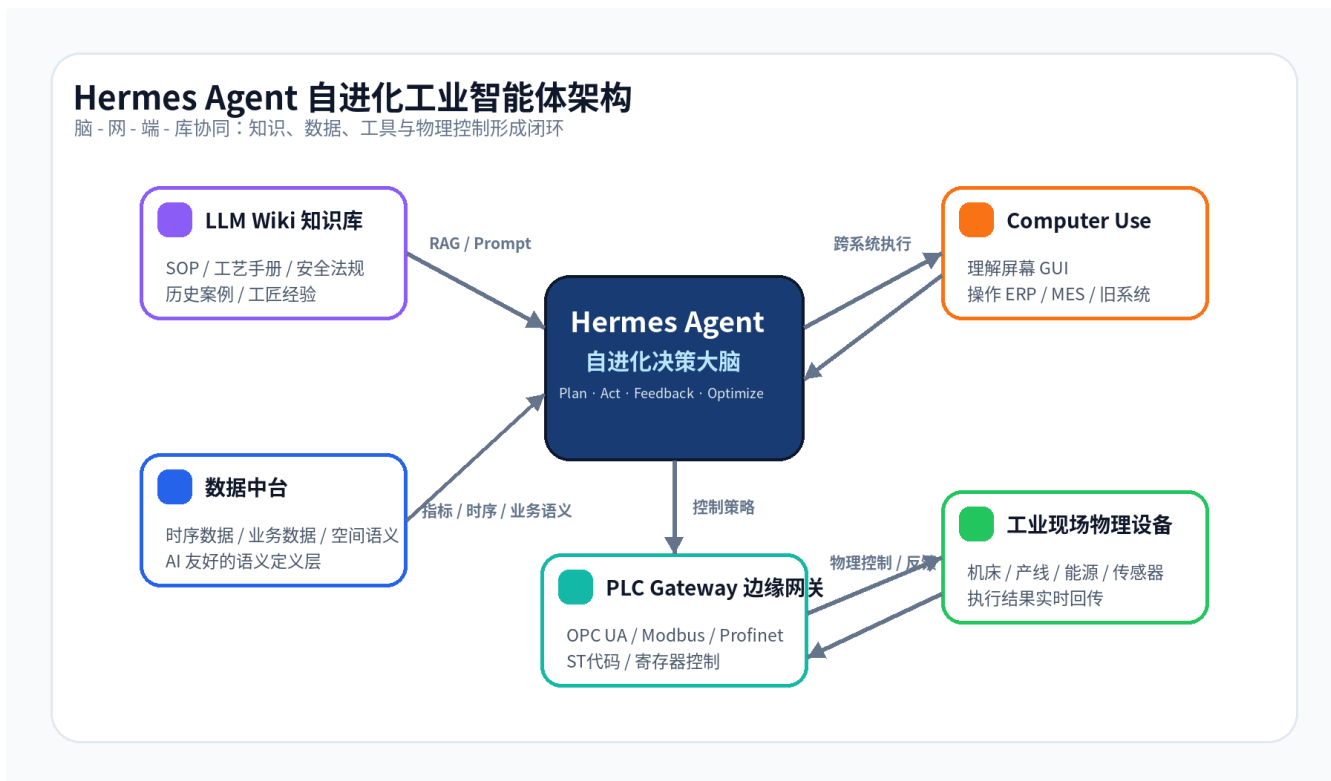 Hermes Agent 自进化工业智能体架构
脑 - 网 - 端 - 库协同：知识、数据、工具与物理控制形成闭环
LLM Wiki 知识库
SOP / 工艺手册 / 安全法规
历史案例 / 工匠经验
RAG / Prompt
跨系统执行
Computer Use
理解屏幕 GUI
操作 ERP / MES / 旧系统
Hermes Agent
自进化决策大脑
Plan · Act · Feedback · Optimize
数据中台
时序数据 / 业务数据 / 空间语义
AI 友好的语义定义层
指标 / 时序 / 业务语义
控制策略
工业现场物理设备
机床 / 产线 / 能源 / 传感器
执行结果实时回传
物理控制 / 反馈
PLC Gateway 边缘网关
OPC UA / Modbus / Profinet
ST代码 / 寄存器控制